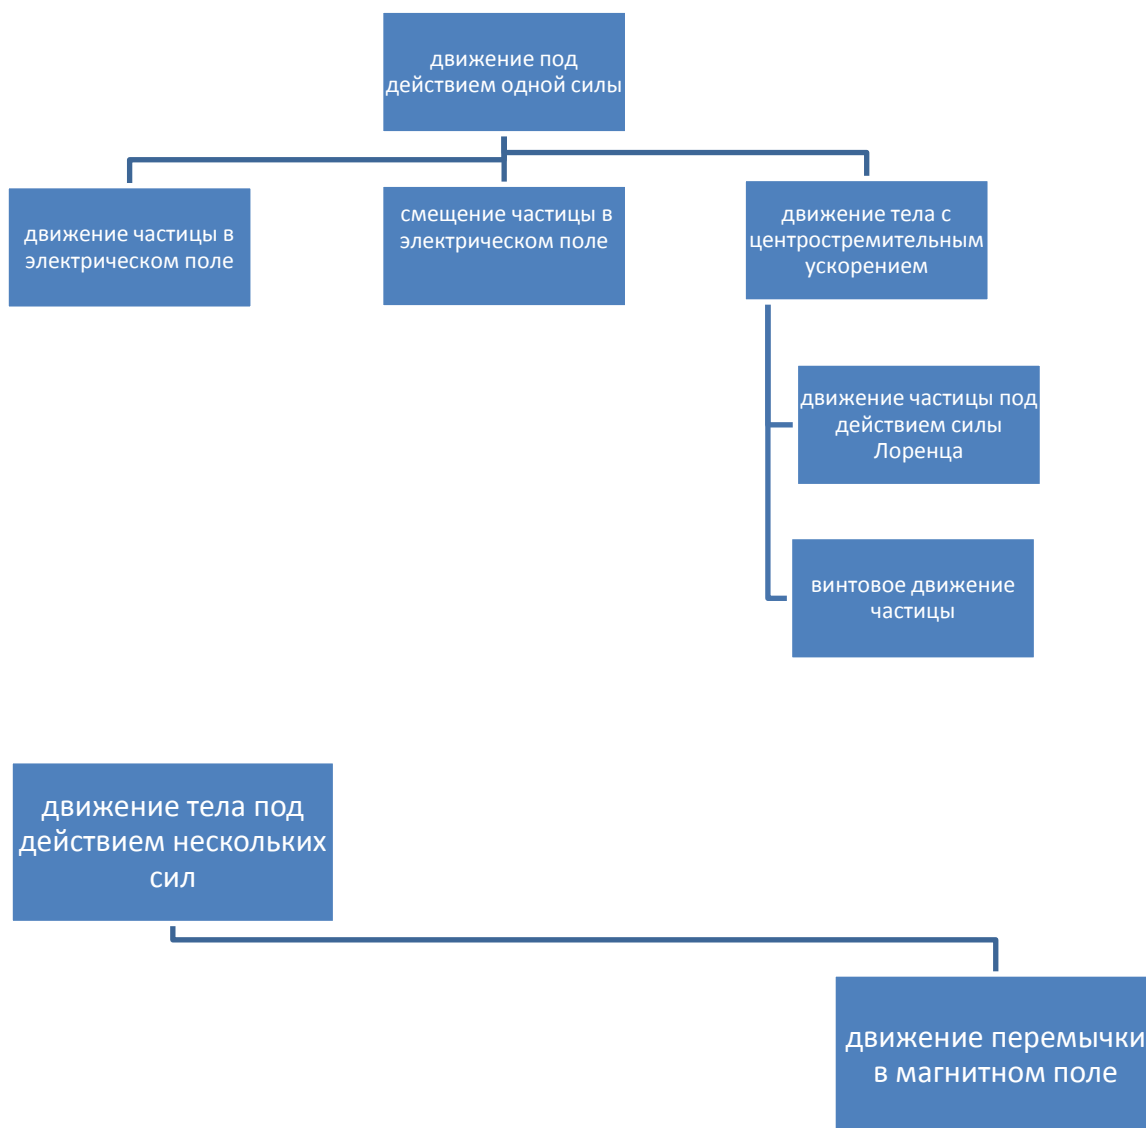 движение под
действием одной силы
движение частицы в
электрическом поле
смещение частицы в
электрическом поле
движение тела с
центростремительным
ускорением
движение частицы под
действием силы
Лоренца
винтовое движение
частицы
движение тела под
действием нескольких
сил
движение перемычки
в магнитном поле